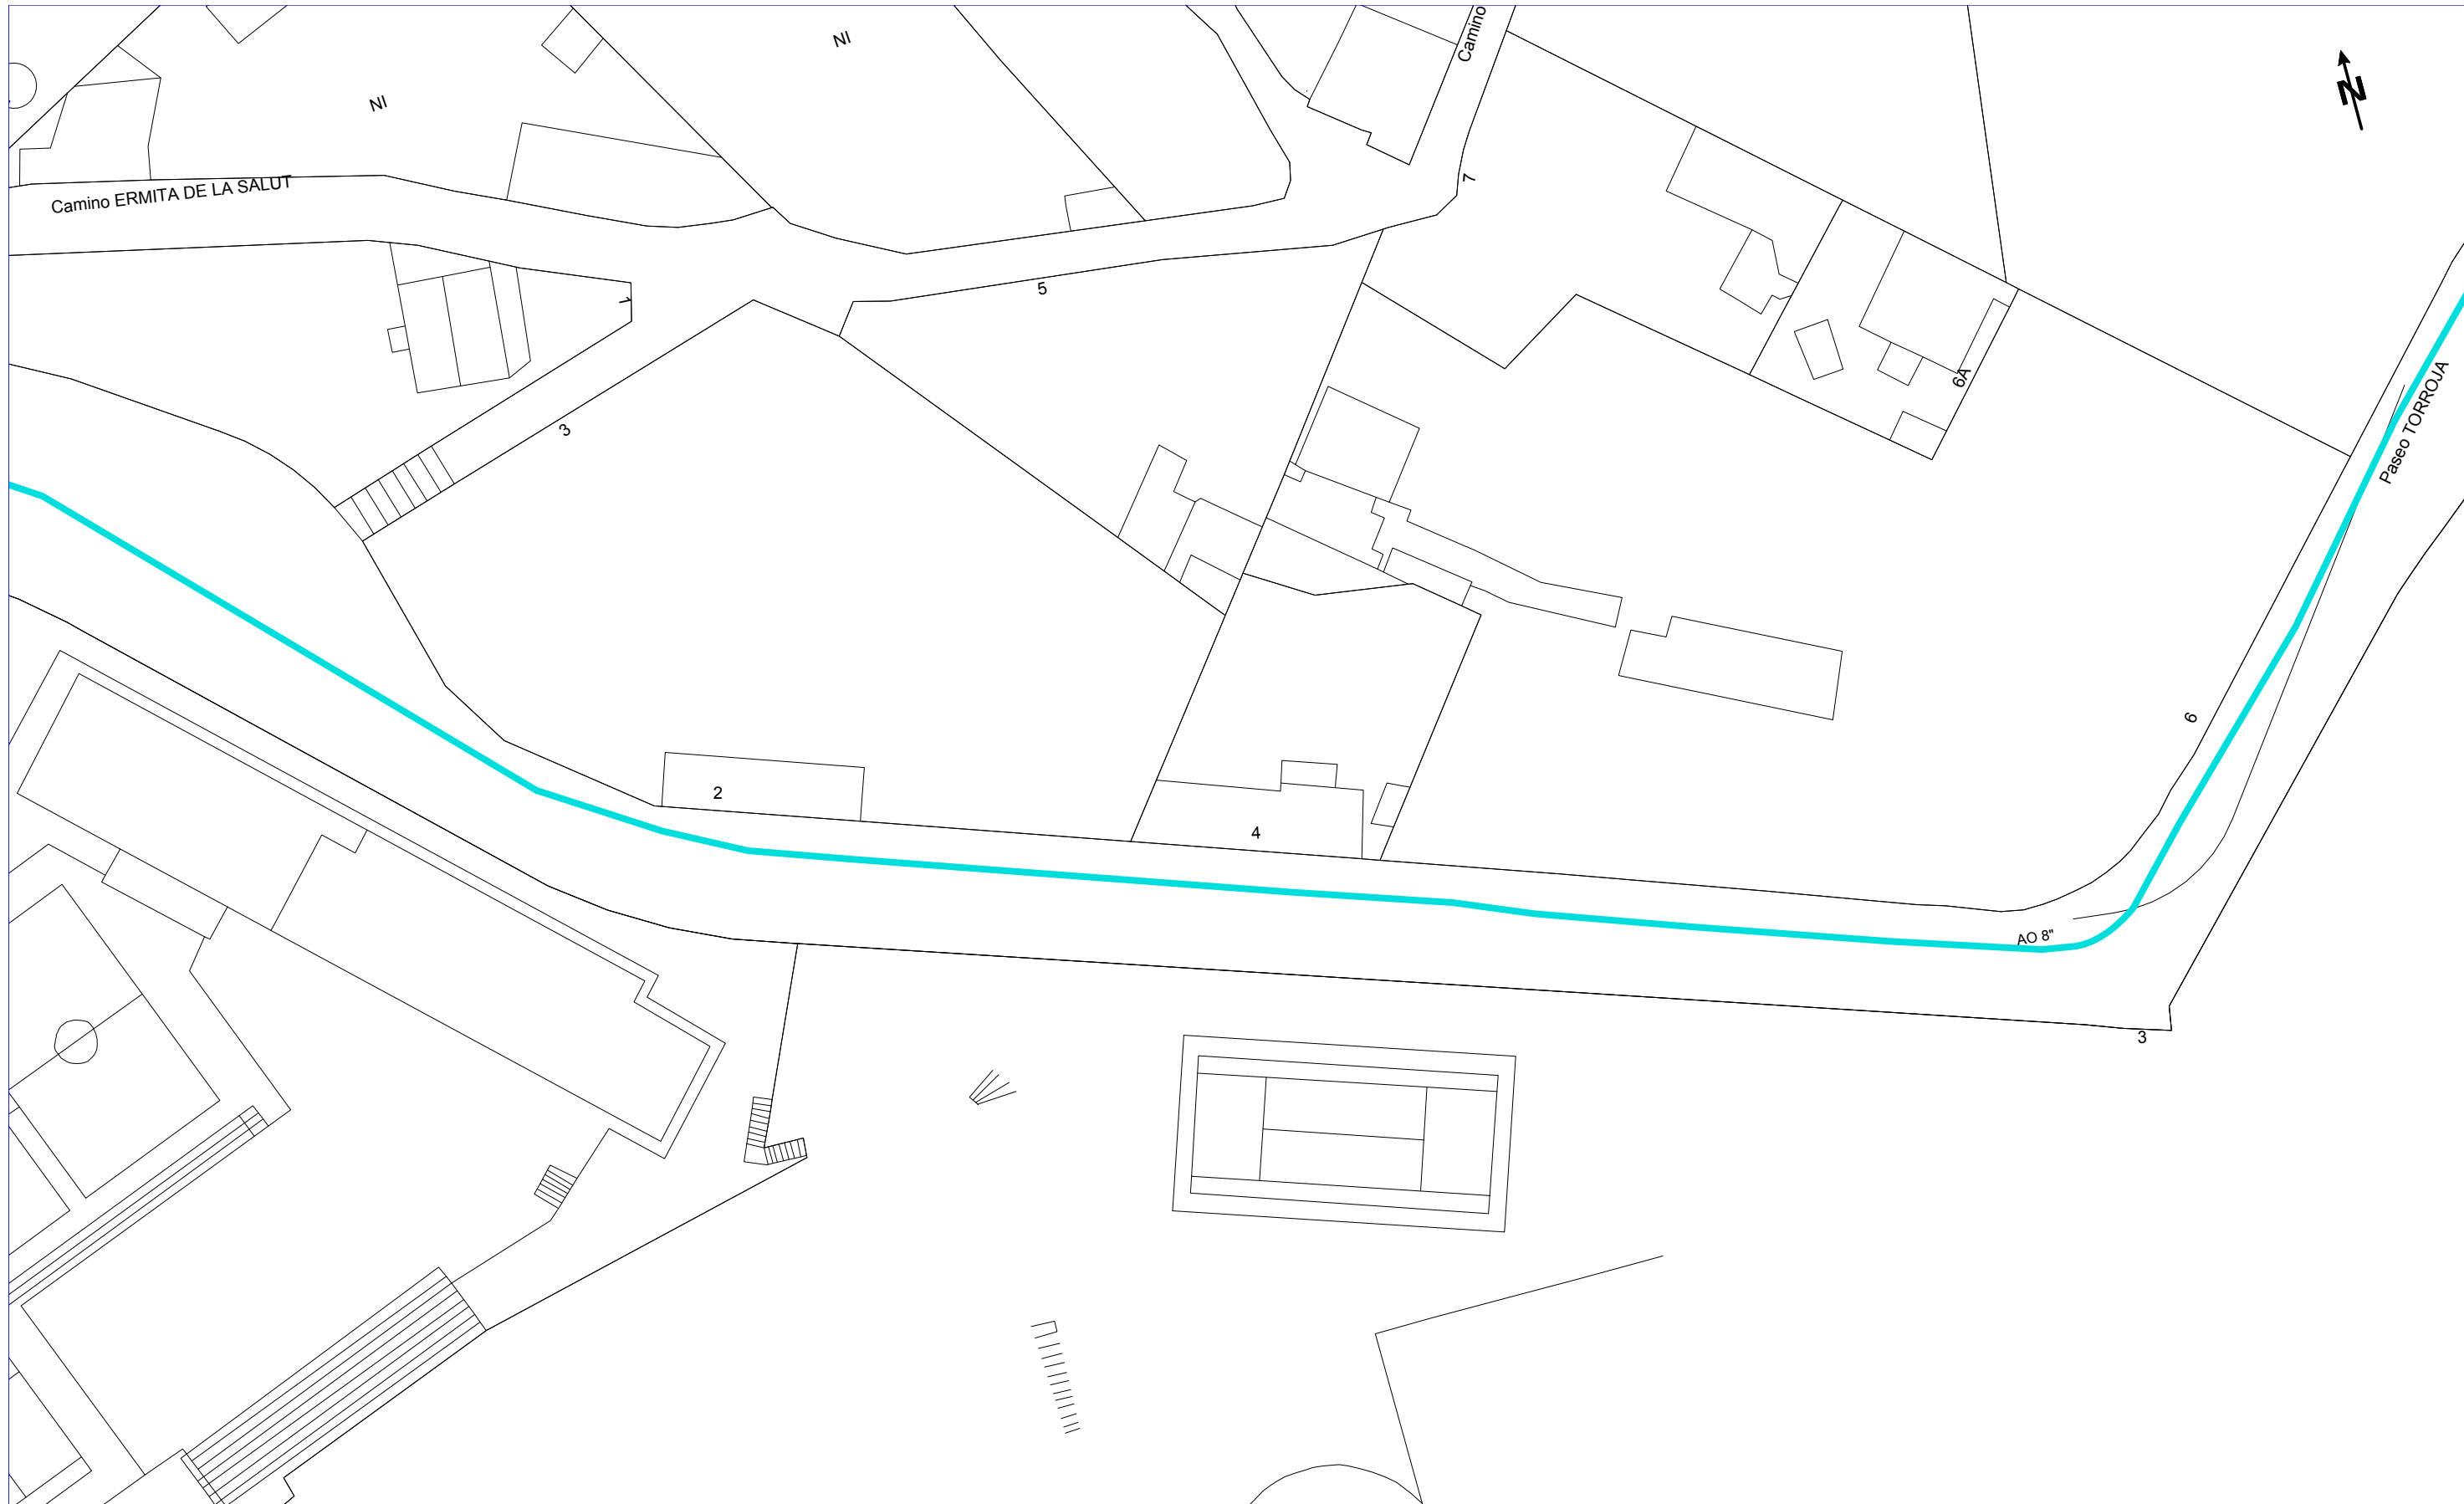 Camino
NI
NI
N
7
Camino ERMITA DE LA SALUT
5
1
6A
Paseo TORROJA
3
6
2
4
AO 8"
3